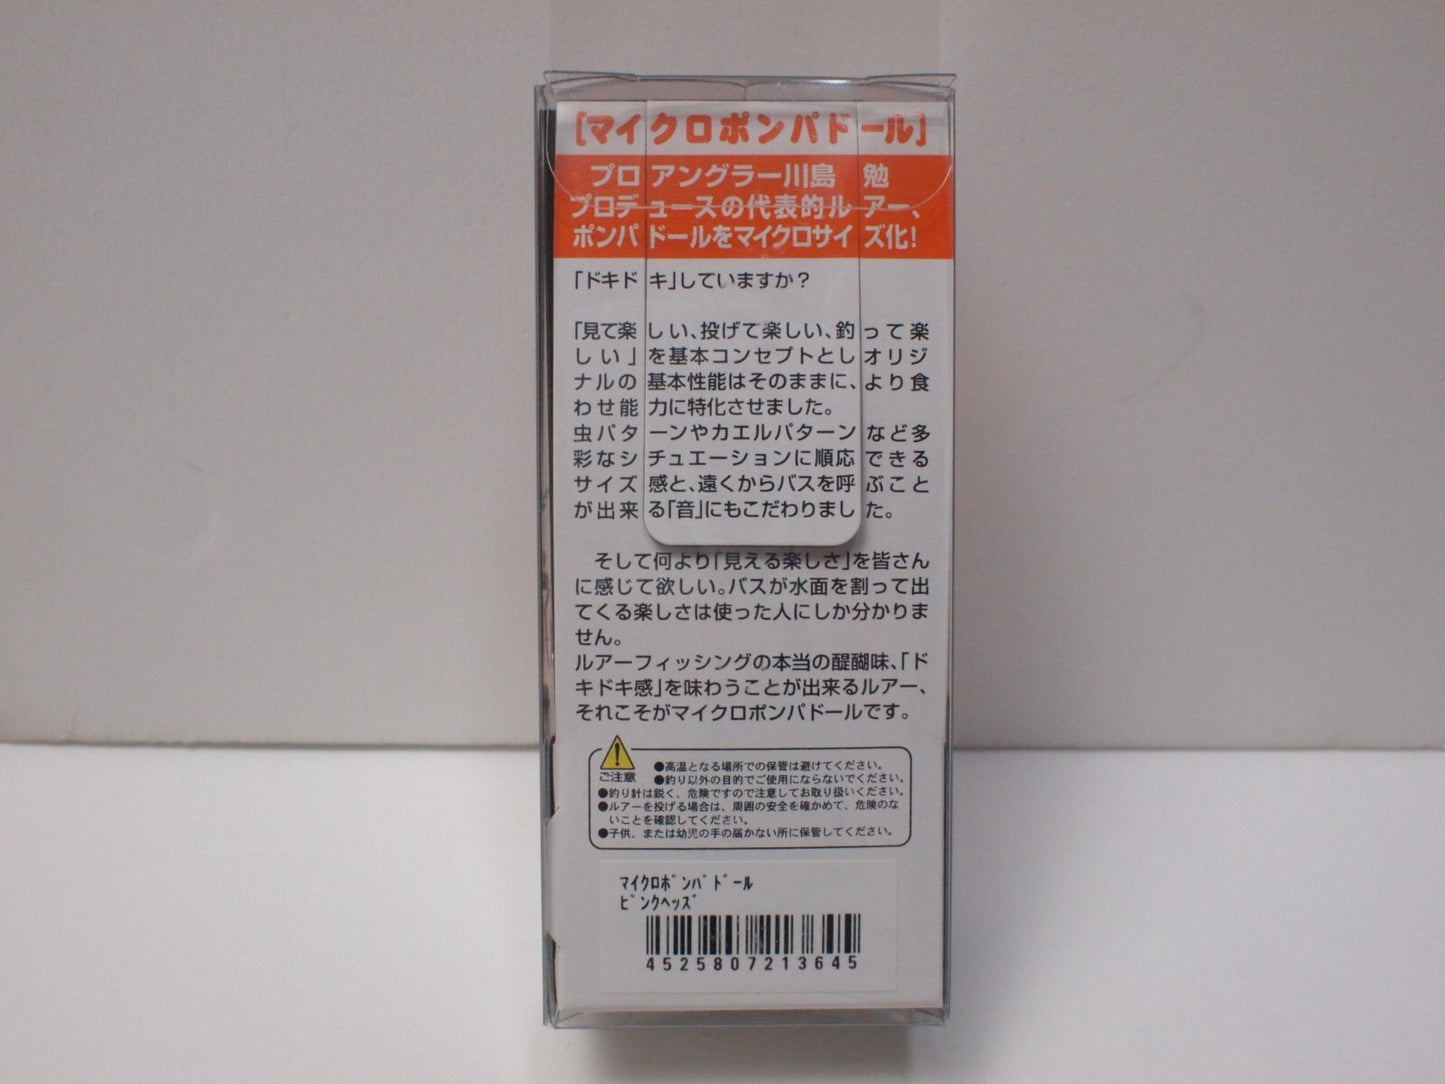 [マイクロポンパドール]
プロアングラー川島 勉
プロデュースの代表的ルアー、
ポンパドールをマイクロサイズ化!
「ドキドキ」していますか?
「見て楽しい、投げて楽しい、釣って楽
しい」を基本コンセプトとしオリジ
ナルの基本性能はそのままに、より食
わせ能力に特化させました。
虫パターンやカエルパターンなど多
彩なシチュエーションに順応できる
サイズ感と、遠くからバスを呼ぶこと
が出来る「音」にもこだわりました。
そして何より「見える楽しさ」を皆さん
に感じて欲しい。バスが水面を割って出
てくる楽しさは使った人にしか分かりま
せん。
ルアーフィッシングの本当の醍醐味、「ド
キドキ感」を味わうことが出来るルアー、
それこそがマイクロポンパドールです。
ご注意
●高温となる場所での保管は避けてください。
●釣り以外の目的でご使用にならないでください。
●釣り針は鋭く、危険ですので注意してお取り扱いください。
●ルアーを投げる場合は、周囲の安全を確かめて、危険のな
いことを確認してください。
●子供、または幼児の手の届かない所に保管してください。
ﾏｲｸﾛﾎﾟﾝﾊﾟﾄﾞｰﾙ
ﾋﾟﾝｸﾍｯｽﾞ
4525807213645